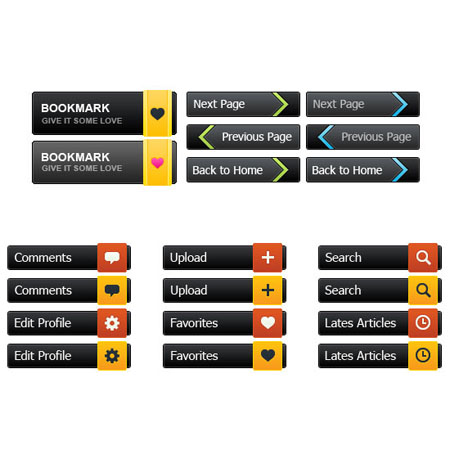 BOOKMARK
GIVE IT SOME LOVE
BOOKMARK
GIVE IT SOME LOVE
Next Page
Next Page
Previous Page
Previous Page
Back to Home
Back to Home
Comments
Upload
Search
Comments
Upload
Search
Edit Profile
Favorites
Lates Articles
Edit Profile
Favorites
Lates Articles